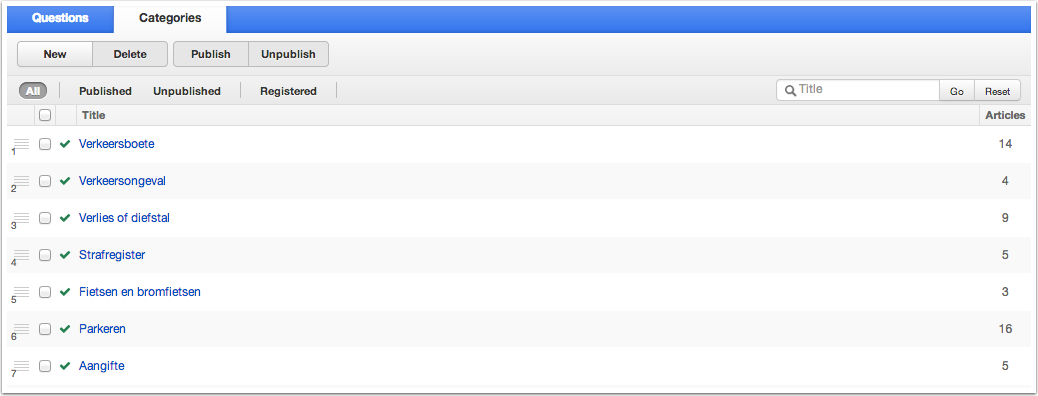 Questions Categories
New Delete Publish Unpublish
All Published Unpublished Registered Title Go Reset
Title Articles
1 Verkeersboete 14
2 Verkeersongeval 4
3 Verlies of diefstal 9
4 Strafregister 5
5 Fietsen en bromfietsen 3
6 Parkeren 16
7 Aangifte 5